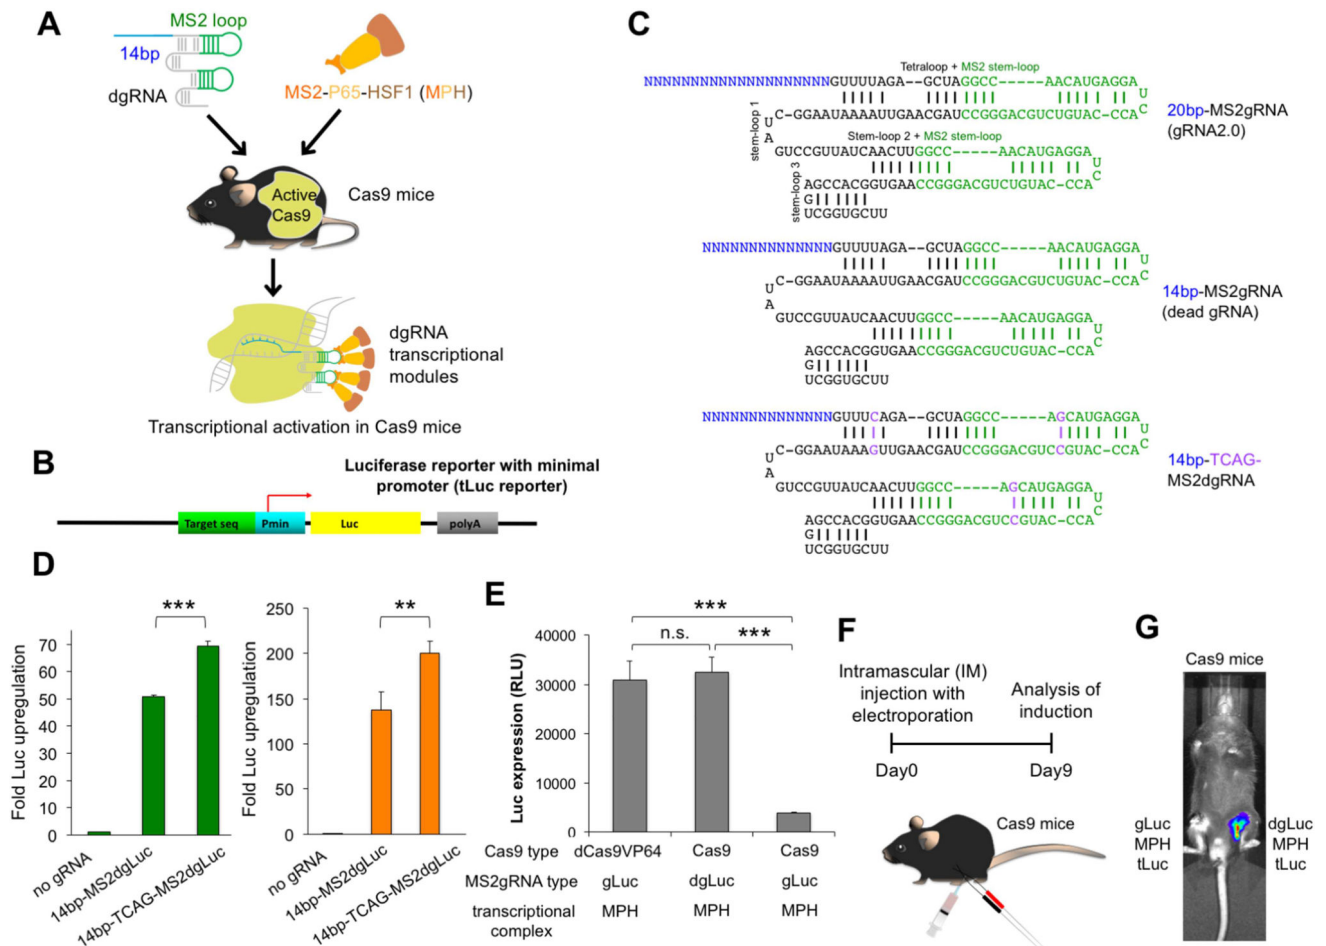 A
MS2 loop
14bp
dgRNA
MS2-P65-HSF1 (MPH)
Active
Cas9
Cas9 mice
dgRNA
transcriptional
modules
Transcriptional activation in Cas9 mice
B
Luciferase reporter with minimal
promoter (tLuc reporter)
Target seq
Pmin
Luc
polyA
C
Tetraloop + MS2 stem-loop
NNNNNNNNNNNNNNNNNNNNGUUUUAGA--GCUAGGCC-----AACAUGAGGA
U
C
C-GGAAUAAAAUUGAACGAUCCGGGACGUCUGUAC-CCA
U
A
stem-loop 1
Stem-loop 2 + MS2 stem-loop
GUCCGUUAUCAACUUGGCC-----AACAUGAGGA
U
C
AGCCACGGUGAACCGGGACGUCUGUAC-CCA
G
UCGGUGCUU
stem-loop 3
20bp-MS2gRNA
(gRNA2.0)
NNNNNNNNNNNNNNGUUUUAGA--GCUAGGCC-----AACAUGAGGA
U
C
C-GGAAUAAAAUUGAACGAUCCGGGACGUCUGUAC-CCA
U
A
GUCCGUUAUCAACUUGGCC-----AACAUGAGGA
U
C
AGCCACGGUGAACCGGGACGUCUGUAC-CCA
G
UCGGUGCUU
14bp-MS2gRNA
(dead gRNA)
NNNNNNNNNNNNNNGUUUCAGA--GCUAGGCC-----AGCAUGAGGA
U
C
C-GGAAUAAAGUUGAACGAUCCGGGACGUCCGUAC-CCA
U
A
GUCCGUUAUCAACUUGGCC-----AGCAUGAGGA
U
C
AGCCACGGUGAACCGGGACGUCCGUAC-CCA
G
UCGGUGCUU
14bp-TCAG-
MS2dgRNA
D
Fold Luc upregulation
70
60
50
40
30
20
10
0
***
no gRNA
14bp-MS2dgLuc
14bp-TCAG-MS2dgLuc
Fold Luc upregulation
250
200
150
100
50
0
**
no gRNA
14bp-MS2dgLuc
14bp-TCAG-MS2dgLuc
E
Luc expression (RLU)
40000
30000
20000
10000
0
***
n.s.
***
Cas9 type dCas9VP64 Cas9 Cas9
MS2gRNA type gLuc dgLuc gLuc
transcriptional
complex
MPH MPH MPH
F
Intramascular (IM)
injection with
electroporation
Analysis of
induction
Day0
Day9
Cas9 mice
G
Cas9 mice
gLuc
MPH
tLuc
dgLuc
MPH
tLuc